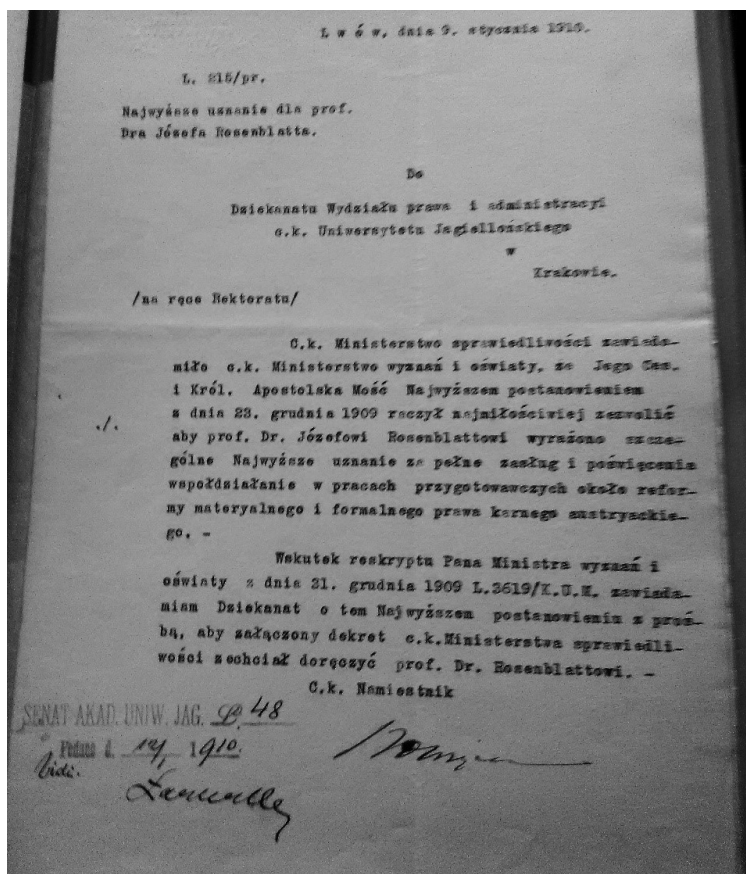 L w ó w, dnia 9. stycznia 1910.
L. 215/pr.
Najwyższe uznanie dla prof.
Dra Józefa Rosenblatta.
Do
Dziekanatu Wydziału prawa i administracyi
c.k. Uniwersytetu Jagiellońskiego
w
Krakowie.
/na ręce Rektoratu/
C.k. Ministerstwo sprawiedliwości zawiado-
miło c.k. Ministerstwo wyznań i oświaty, że Jego Ces.
i Król. Apostolska Mość Najwyższem postanowieniem
z dnia 23. grudnia 1909 raczył najmiłościwiej zezwolić
./.
aby prof. Dr. Józefowi Rosenblattowi wyrażono szcze-
gólne Najwyższe uznanie za pełne zasług i poświęcenia
współdziałanie w pracach przygotowawczych około refor-
my materyalnego i formalnego prawa karnego austryackie-
go. -
Wskutek reskryptu Pana Ministra wyznań i
oświaty z dnia 31. grudnia 1909 L.3619/K.U.M. zawiada-
miam Dziekanat o tem Najwyższem postanowieniu z proś-
bą, aby załączony dekret c.k.Ministerstwa sprawiedli-
wości zechciał doręczyć prof. Dr. Rosenblattowi. -
C.k. Namiestnik
SENAT AKAD. UNIW. JAG. L. 48
Podano d. 12/1 1910.
Vidi.